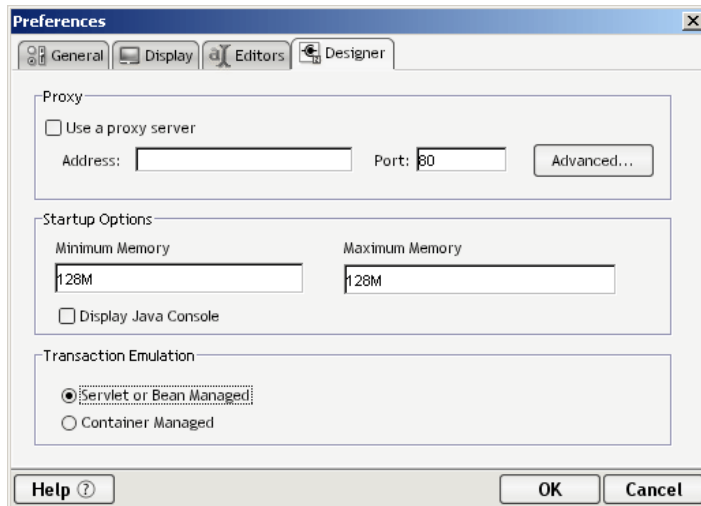 Preferences
General Display Editors Designer
Proxy
Use a proxy server
Address: Port: 80 Advanced...
Startup Options
Minimum Memory Maximum Memory
128M 128M
Display Java Console
Transaction Emulation
Servlet or Bean Managed
Container Managed
Help ? OK Cancel